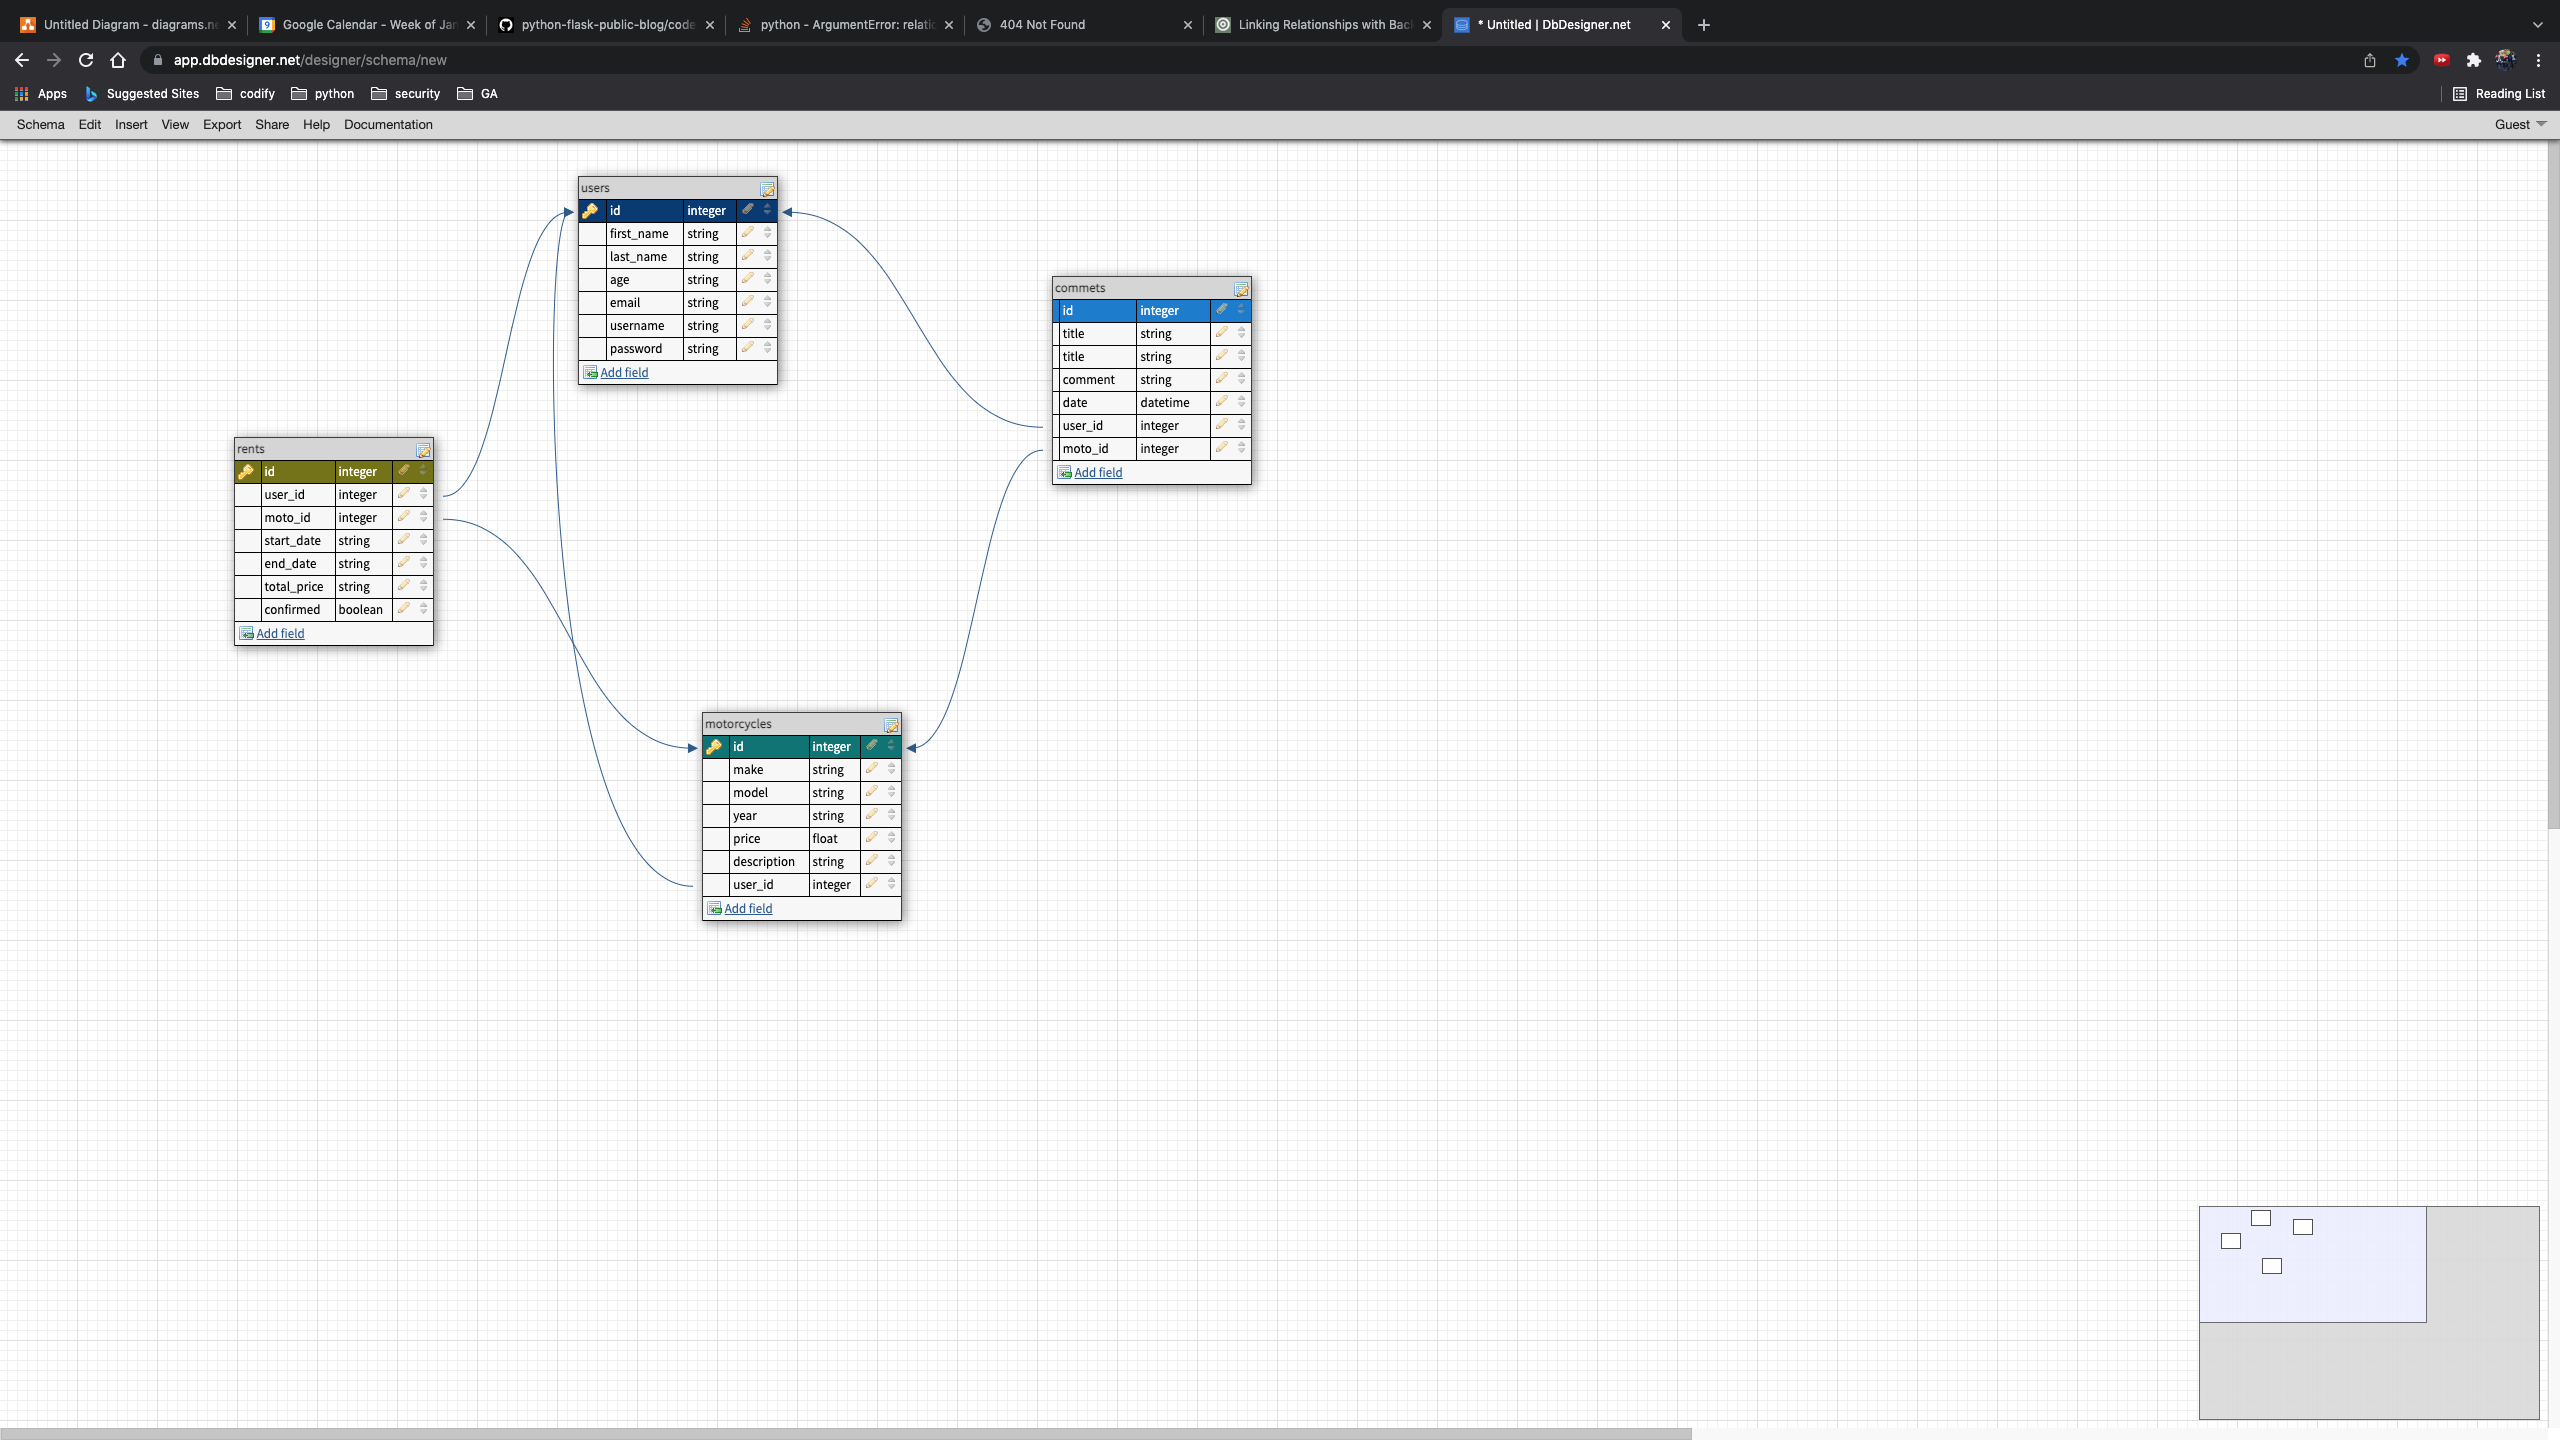 Untitled Diagram - diagrams.ne
Google Calendar - Week of Jan
python-flask-public-blog/code
python - ArgumentError: relatio
404 Not Found
Linking Relationships with Bac
* Untitled | DbDesigner.net
app.dbdesigner.net/designer/schema/new
Apps
Suggested Sites
codify
python
security
GA
Reading List
Schema Edit Insert View Export Share Help Documentation
Guest
users
id integer
first_name string
last_name string
age string
email string
username string
password string
Add field
commets
id integer
title string
title string
comment string
date datetime
user_id integer
moto_id integer
Add field
rents
id integer
user_id integer
moto_id integer
start_date string
end_date string
total_price string
confirmed boolean
Add field
motorcycles
id integer
make string
model string
year string
price float
description string
user_id integer
Add field